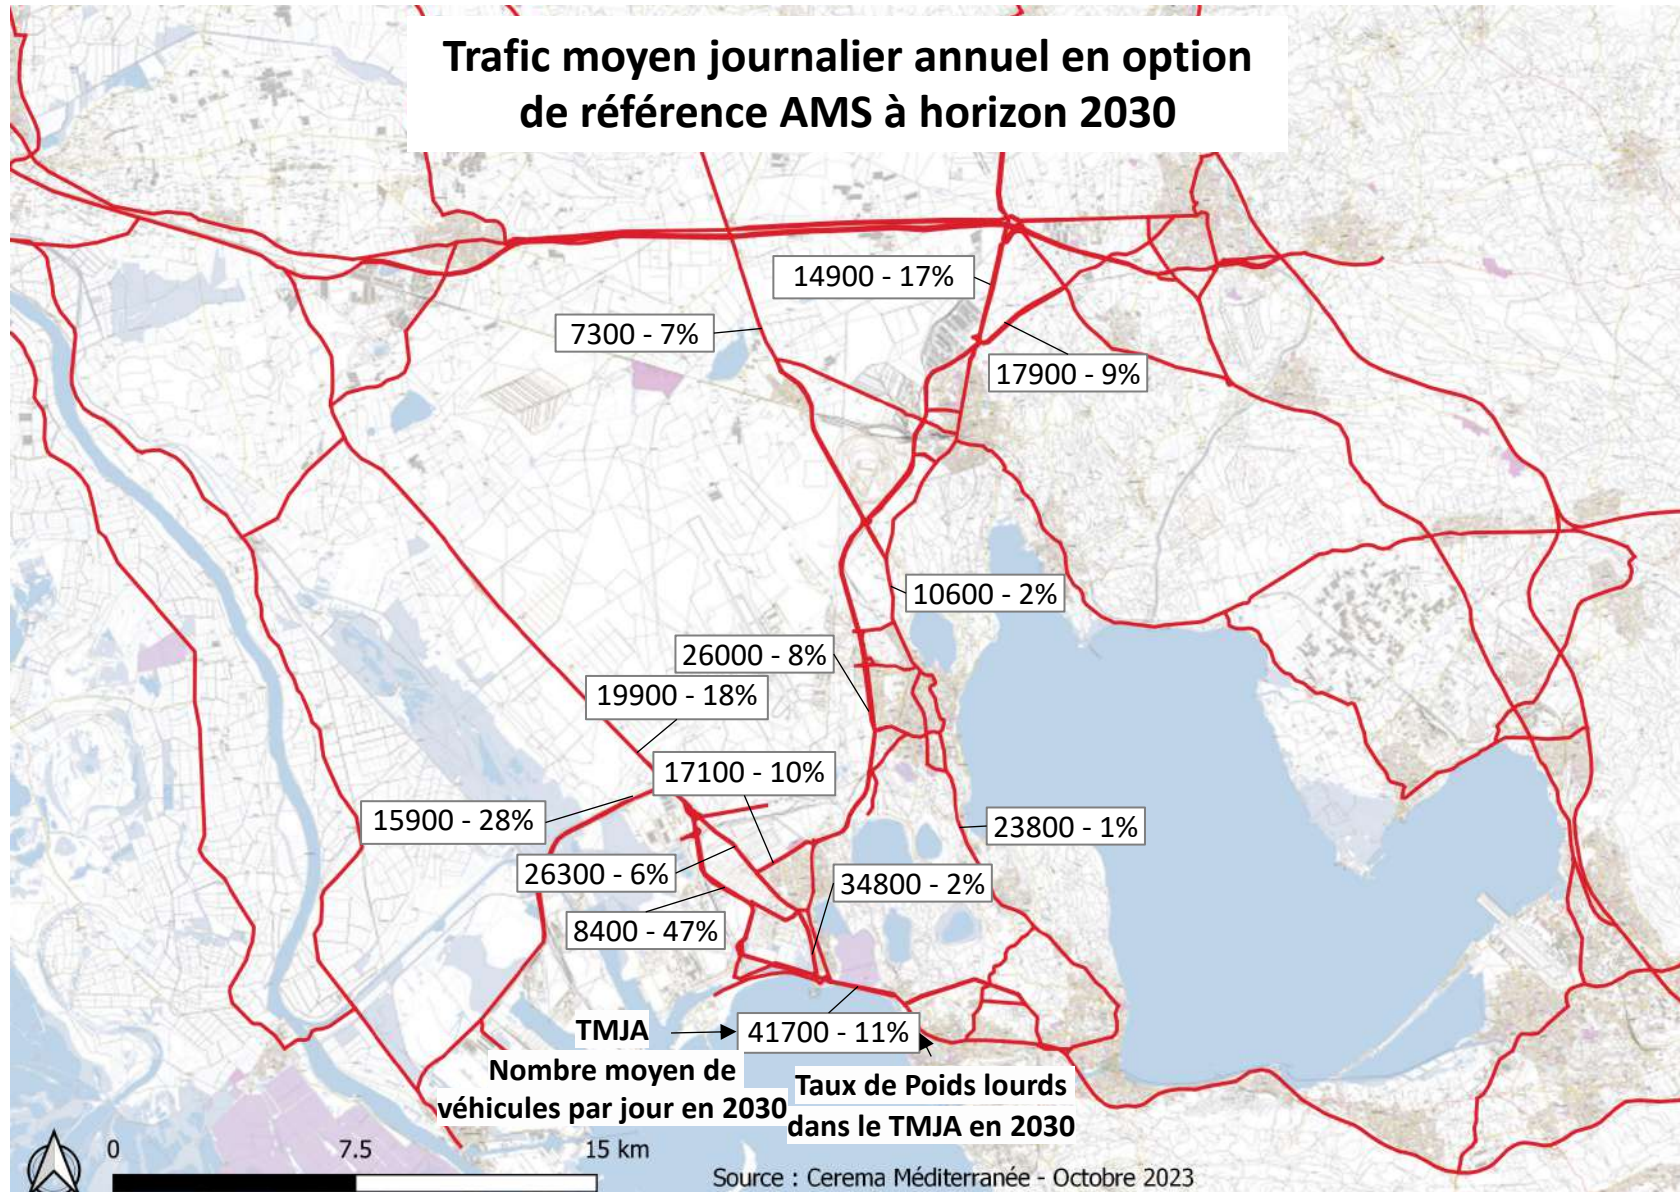 Trafic moyen journalier annuel en option
de référence AMS à horizon 2030
14900 - 17%
7300 - 7%
17900 - 9%
10600 - 2%
26000 - 8%
19900 - 18%
17100 - 10%
15900 - 28%
23800 - 1%
26300 - 6%
34800 - 2%
8400 - 47%
TMJA
41700 - 11%
Nombre moyen de
véhicules par jour en 2030
Taux de Poids lourds
dans le TMJA en 2030
0 7.5 15 km
Source : Cerema Méditerranée - Octobre 2023